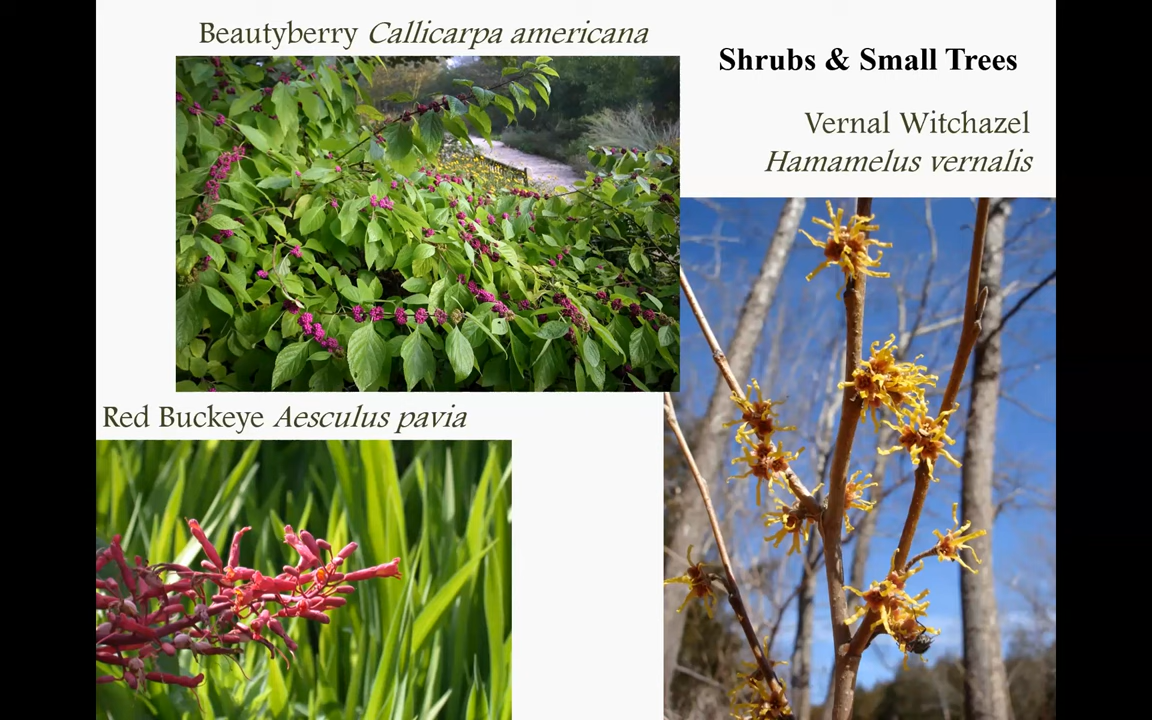 Beautyberry Callicarpa americana
Shrubs & Small Trees
Vernal Witchazel
Hamamelus vernalis
Red Buckeye Aesculus pavia